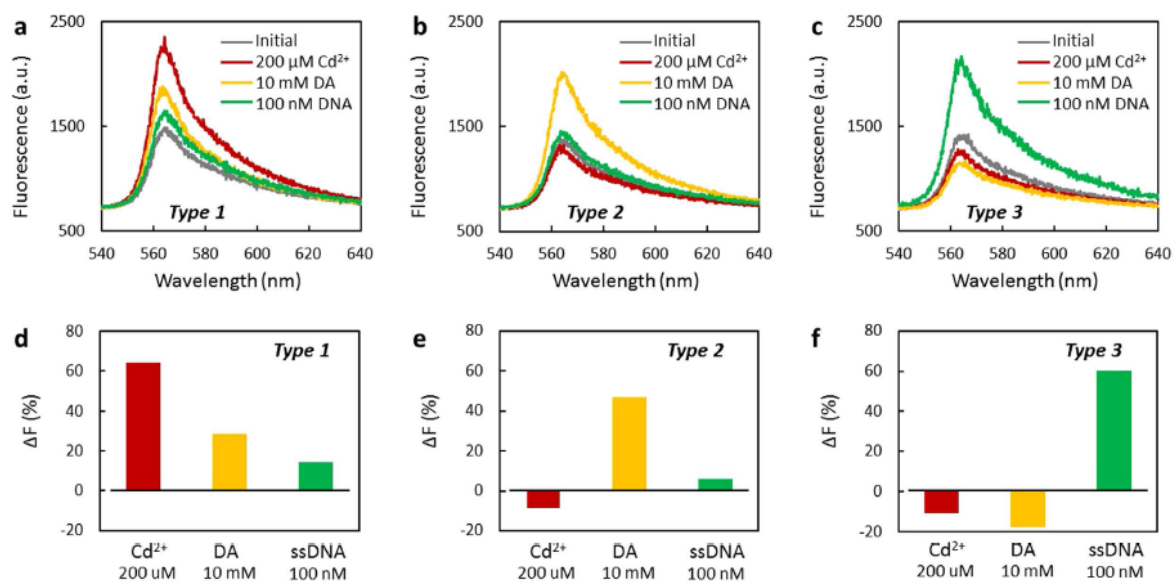 a
2500
1500
500
Fluorescence (a.u.)
Initial
200 µM Cd²⁺
10 mM DA
100 nM DNA
Type 1
540 560 580 600 620 640
Wavelength (nm)
b
2500
1500
500
Fluorescence (a.u.)
Initial
200 µM Cd²⁺
10 mM DA
100 nM DNA
Type 2
540 560 580 600 620 640
Wavelength (nm)
c
2500
1500
500
Fluorescence (a.u.)
Initial
200 µM Cd²⁺
10 mM DA
100 nM DNA
Type 3
540 560 580 600 620 640
Wavelength (nm)
d
80
60
40
20
0
-20
ΔF (%)
Type 1
Cd²⁺ DA ssDNA
200 uM 10 mM 100 nM
e
80
60
40
20
0
-20
ΔF (%)
Type 2
Cd²⁺ DA ssDNA
200 uM 10 mM 100 nM
f
80
60
40
20
0
-20
ΔF (%)
Type 3
Cd²⁺ DA ssDNA
200 uM 10 mM 100 nM